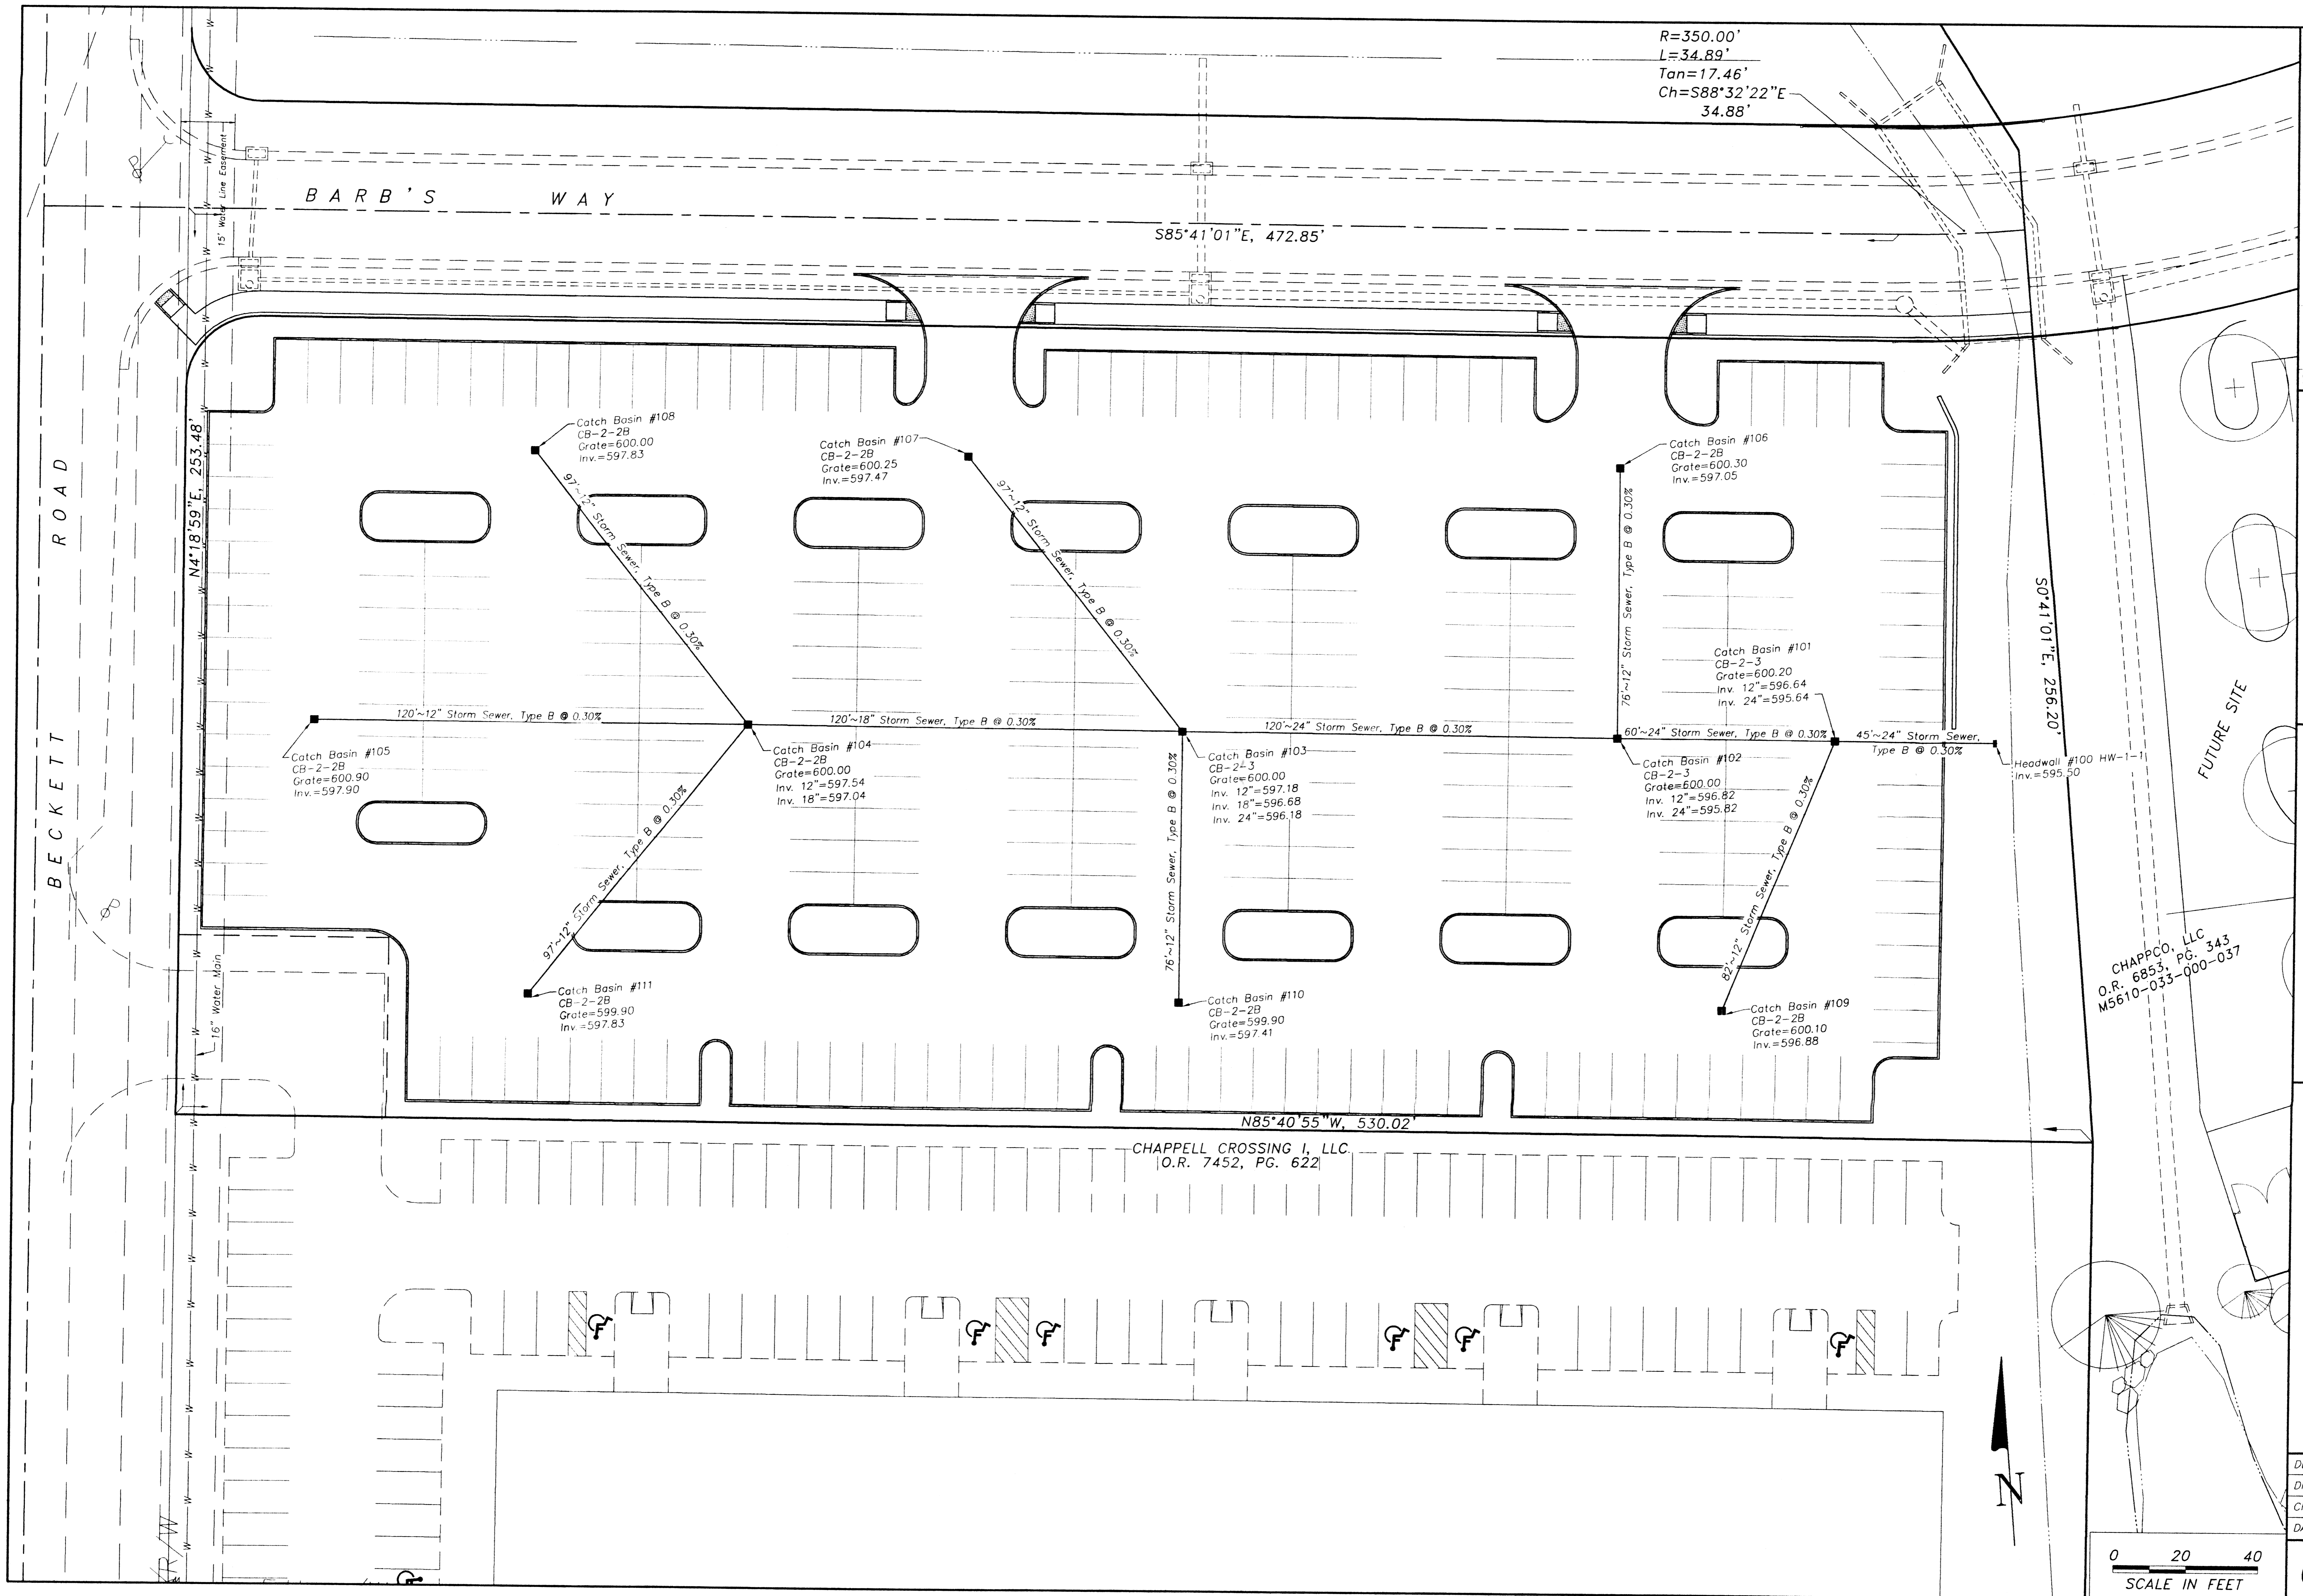 R=350.00'
L=34.89'
Tan=17.46'
Ch=S88°32'22"E
34.88'
15' Water Line Easement
BARB'S WAY
S85°41'01"E, 472.85'
BECKETT ROAD
N4°18'59"E, 253.48'
Catch Basin #108
CB-2-2B
Grate=600.00
Inv.=597.83
Catch Basin #107
CB-2-2B
Grate=600.25
Inv.=597.47
Catch Basin #106
CB-2-2B
Grate=600.30
Inv.=597.05
97'~12" Storm Sewer, Type B @ 0.30%
97'~12" Storm Sewer, Type B @ 0.30%
76'~12" Storm Sewer, Type B @ 0.30%
Catch Basin #101
CB-2-3
Grate=600.20
Inv. 12"=596.64
Inv. 24"=595.64
S0°41'01"E, 256.20'
FUTURE SITE
120'~12" Storm Sewer, Type B @ 0.30%
120'~18" Storm Sewer, Type B @ 0.30%
120'~24" Storm Sewer, Type B @ 0.30%
60'~24" Storm Sewer, Type B @ 0.30%
45'~24" Storm Sewer,
Type B @ 0.30%
Catch Basin #105
CB-2-2B
Grate=600.90
Inv.=597.90
Catch Basin #104
CB-2-2B
Grate=600.00
Inv. 12"=597.54
Inv. 18"=597.04
Catch Basin #103
CB-2-3
Grate=600.00
Inv. 12"=597.18
Inv. 18"=596.68
Inv. 24"=596.18
Catch Basin #102
CB-2-3
Grate=600.00
Inv. 12"=596.82
Inv. 24"=595.82
Headwall #100 HW-1-1
Inv.=595.50
97'~12" Storm Sewer, Type B @ 0.30%
76'~12" Storm Sewer, Type B @ 0.30%
82'~12" Storm Sewer, Type B @ 0.30%
CHAPPCO, LLC
O.R. 6853, PG. 343
M5610-033-000-037
16" Water Main
Catch Basin #111
CB-2-2B
Grate=599.90
Inv.=597.83
Catch Basin #110
CB-2-2B
Grate=599.90
Inv.=597.41
Catch Basin #109
CB-2-2B
Grate=600.10
Inv.=596.88
N85°40'55"W, 530.02'
CHAPPELL CROSSING I, LLC.
O.R. 7452, PG. 622
R/W
N
0 20 40
SCALE IN FEET